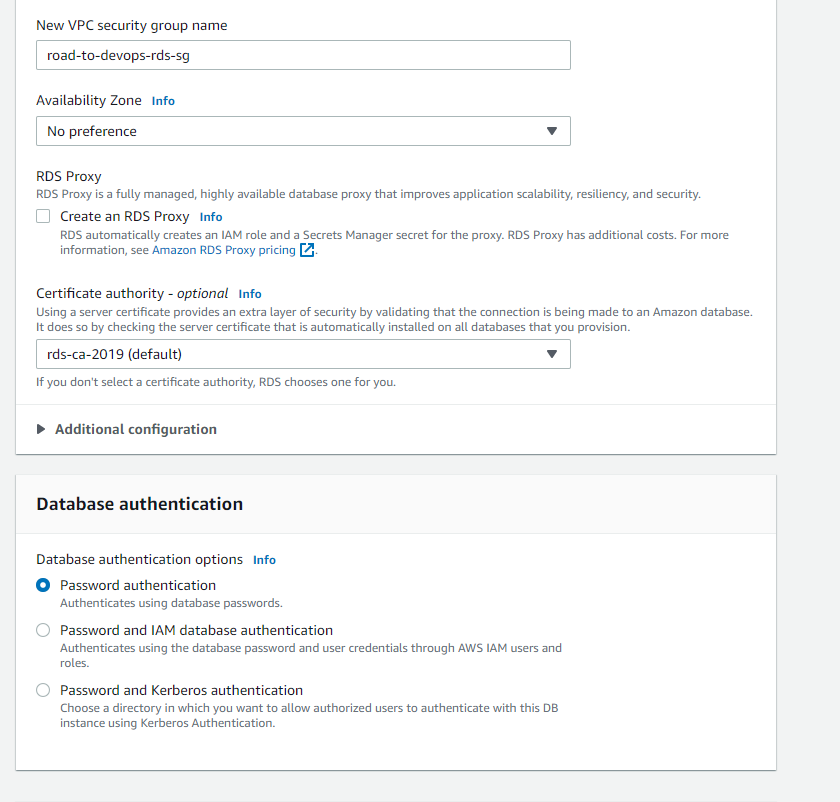 New VPC security group name
road-to-devops-rds-sg
Availability Zone Info
No preference
RDS Proxy
RDS Proxy is a fully managed, highly available database proxy that improves application scalability, resiliency, and security.
Create an RDS Proxy Info
RDS automatically creates an IAM role and a Secrets Manager secret for the proxy. RDS Proxy has additional costs. For more
information, see Amazon RDS Proxy pricing.
Certificate authority - optional Info
Using a server certificate provides an extra layer of security by validating that the connection is being made to an Amazon database.
It does so by checking the server certificate that is automatically installed on all databases that you provision.
rds-ca-2019 (default)
If you don't select a certificate authority, RDS chooses one for you.
Additional configuration
Database authentication
Database authentication options Info
Password authentication
Authenticates using database passwords.
Password and IAM database authentication
Authenticates using the database password and user credentials through AWS IAM users and
roles.
Password and Kerberos authentication
Choose a directory in which you want to allow authorized users to authenticate with this DB
instance using Kerberos Authentication.